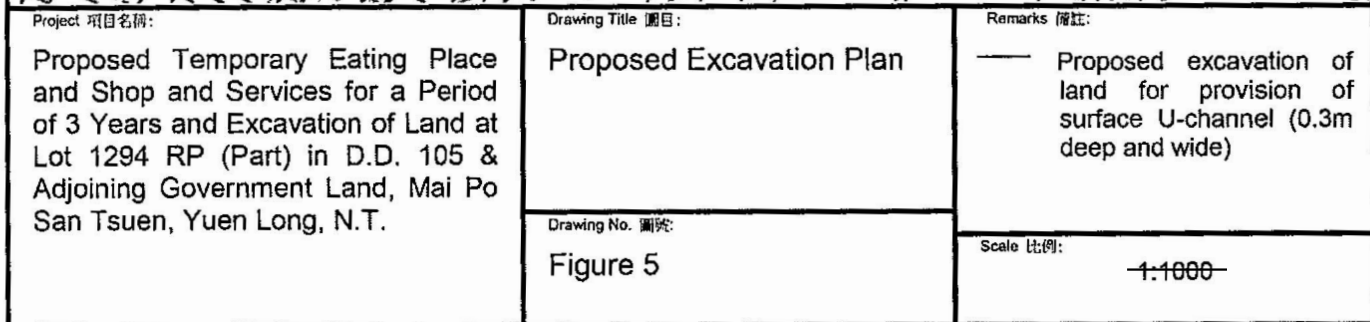 Project 項目名稱:
Proposed Temporary Eating Place
and Shop and Services for a Period
of 3 Years and Excavation of Land at
Lot 1294 RP (Part) in D.D. 105 &
Adjoining Government Land, Mai Po
San Tsuen, Yuen Long, N.T.
Drawing Title 圖目:
Proposed Excavation Plan
Drawing No. 圖號:
Figure 5
Remarks 備註:
Proposed excavation of
land for provision of
surface U-channel (0.3m
deep and wide)
Scale 比例:
1:1000